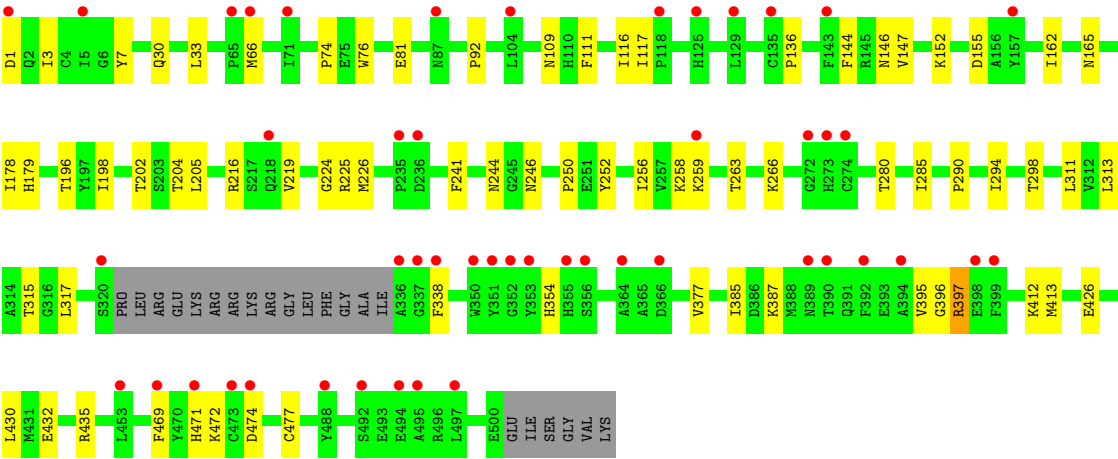 D1 Q2 I3 C4 I5 G6 Y7 Q30 L33 P65 M66 I71 P74 E75 W76 E81 N87 P92 L104 N109 H110 F111 I116 I117 P118 H125 L129 C135 P136 F143 F144 R145 N146 V147 K152 D155 A156 Y157 I162 N165
I178 H179 T196 Y197 I198 T202 S203 T204 L205 R216 S217 Q218 V219 G224 R225 M226 P235 D236 F241 N244 G245 N246 P250 E251 Y252 I256 V257 K258 K259 T263 K266 G272 H273 C274 T280 I285 P290 I294 T298 L311 V312 L313
A314 T315 G316 L317 S320 PRO LEU ARG GLU LYS ARG ARG LYS ARG GLY LEU PHE GLY ALA ILE A336 G337 F338 W350 Y351 G352 Y353 H354 H355 S356 A364 A365 D366 V377 I385 D386 K387 M388 N389 T390 Q391 F392 E393 A394 V395 G396 R397 E398 F399 K412 M413 E426
L430 M431 E432 R435 L453 F469 Y470 H471 K472 C473 D474 C477 Y488 S492 E493 E494 A495 R496 L497 E500 GLU ILE SER GLY VAL LYS